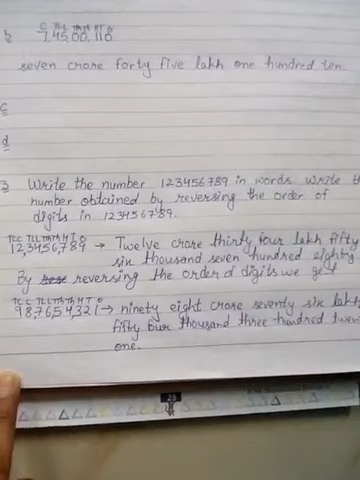 b
C TL L TTh Th H T O
7,45,00,110
seven crore forty five lakh one hundred ten.
c
d
3 Write the number 123456789 in words. Write th
number obtained by reversing the order of
digits in 123456789.
TC C TL L TTh Th H T O
12,34,56,789 → Twelve crore thirty four lakh fifty
six thousand seven hundred eighty
By reversing the order of digits we get
TC C TL L TTh Th H T O
98,76,54,321 → ninety eight crore seventy six lakh
fifty four thousand three hundred twen
one.
25